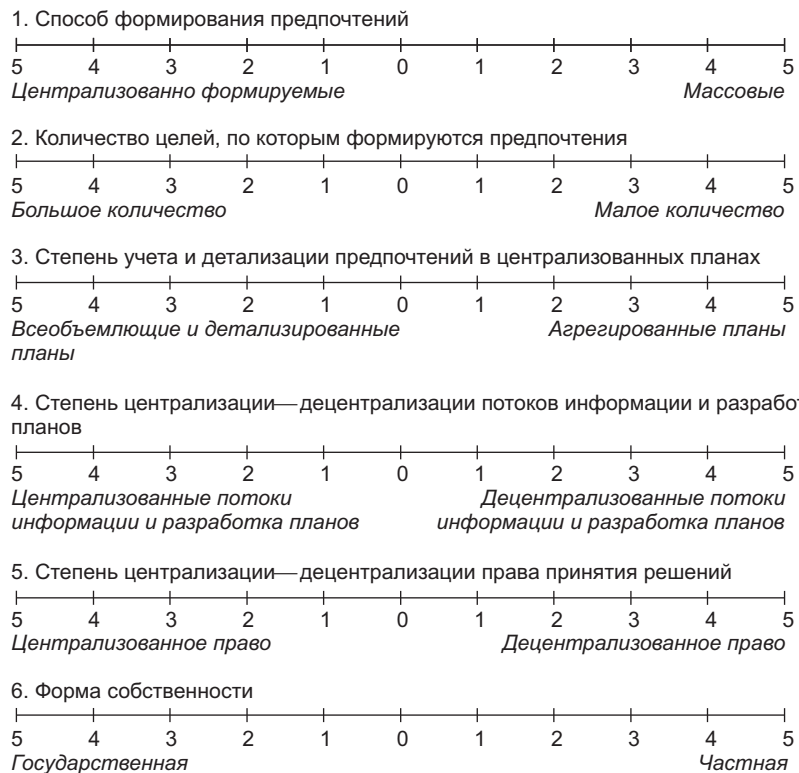 1. Способ формирования предпочтений
5 4 3 2 1 0 1 2 3 4 5
Централизованно формируемые Массовые
2. Количество целей, по которым формируются предпочтения
5 4 3 2 1 0 1 2 3 4 5
Большое количество Малое количество
3. Степень учета и детализации предпочтений в централизованных планах
5 4 3 2 1 0 1 2 3 4 5
Всеобъемлющие и детализированные Агрегированные планы
планы
4. Степень централизации—децентрализации потоков информации и разработ
планов
5 4 3 2 1 0 1 2 3 4 5
Централизованные потоки Децентрализованные потоки
информации и разработка планов информации и разработка планов
5. Степень централизации—децентрализации права принятия решений
5 4 3 2 1 0 1 2 3 4 5
Централизованное право Децентрализованное право
6. Форма собственности
5 4 3 2 1 0 1 2 3 4 5
Государственная Частная